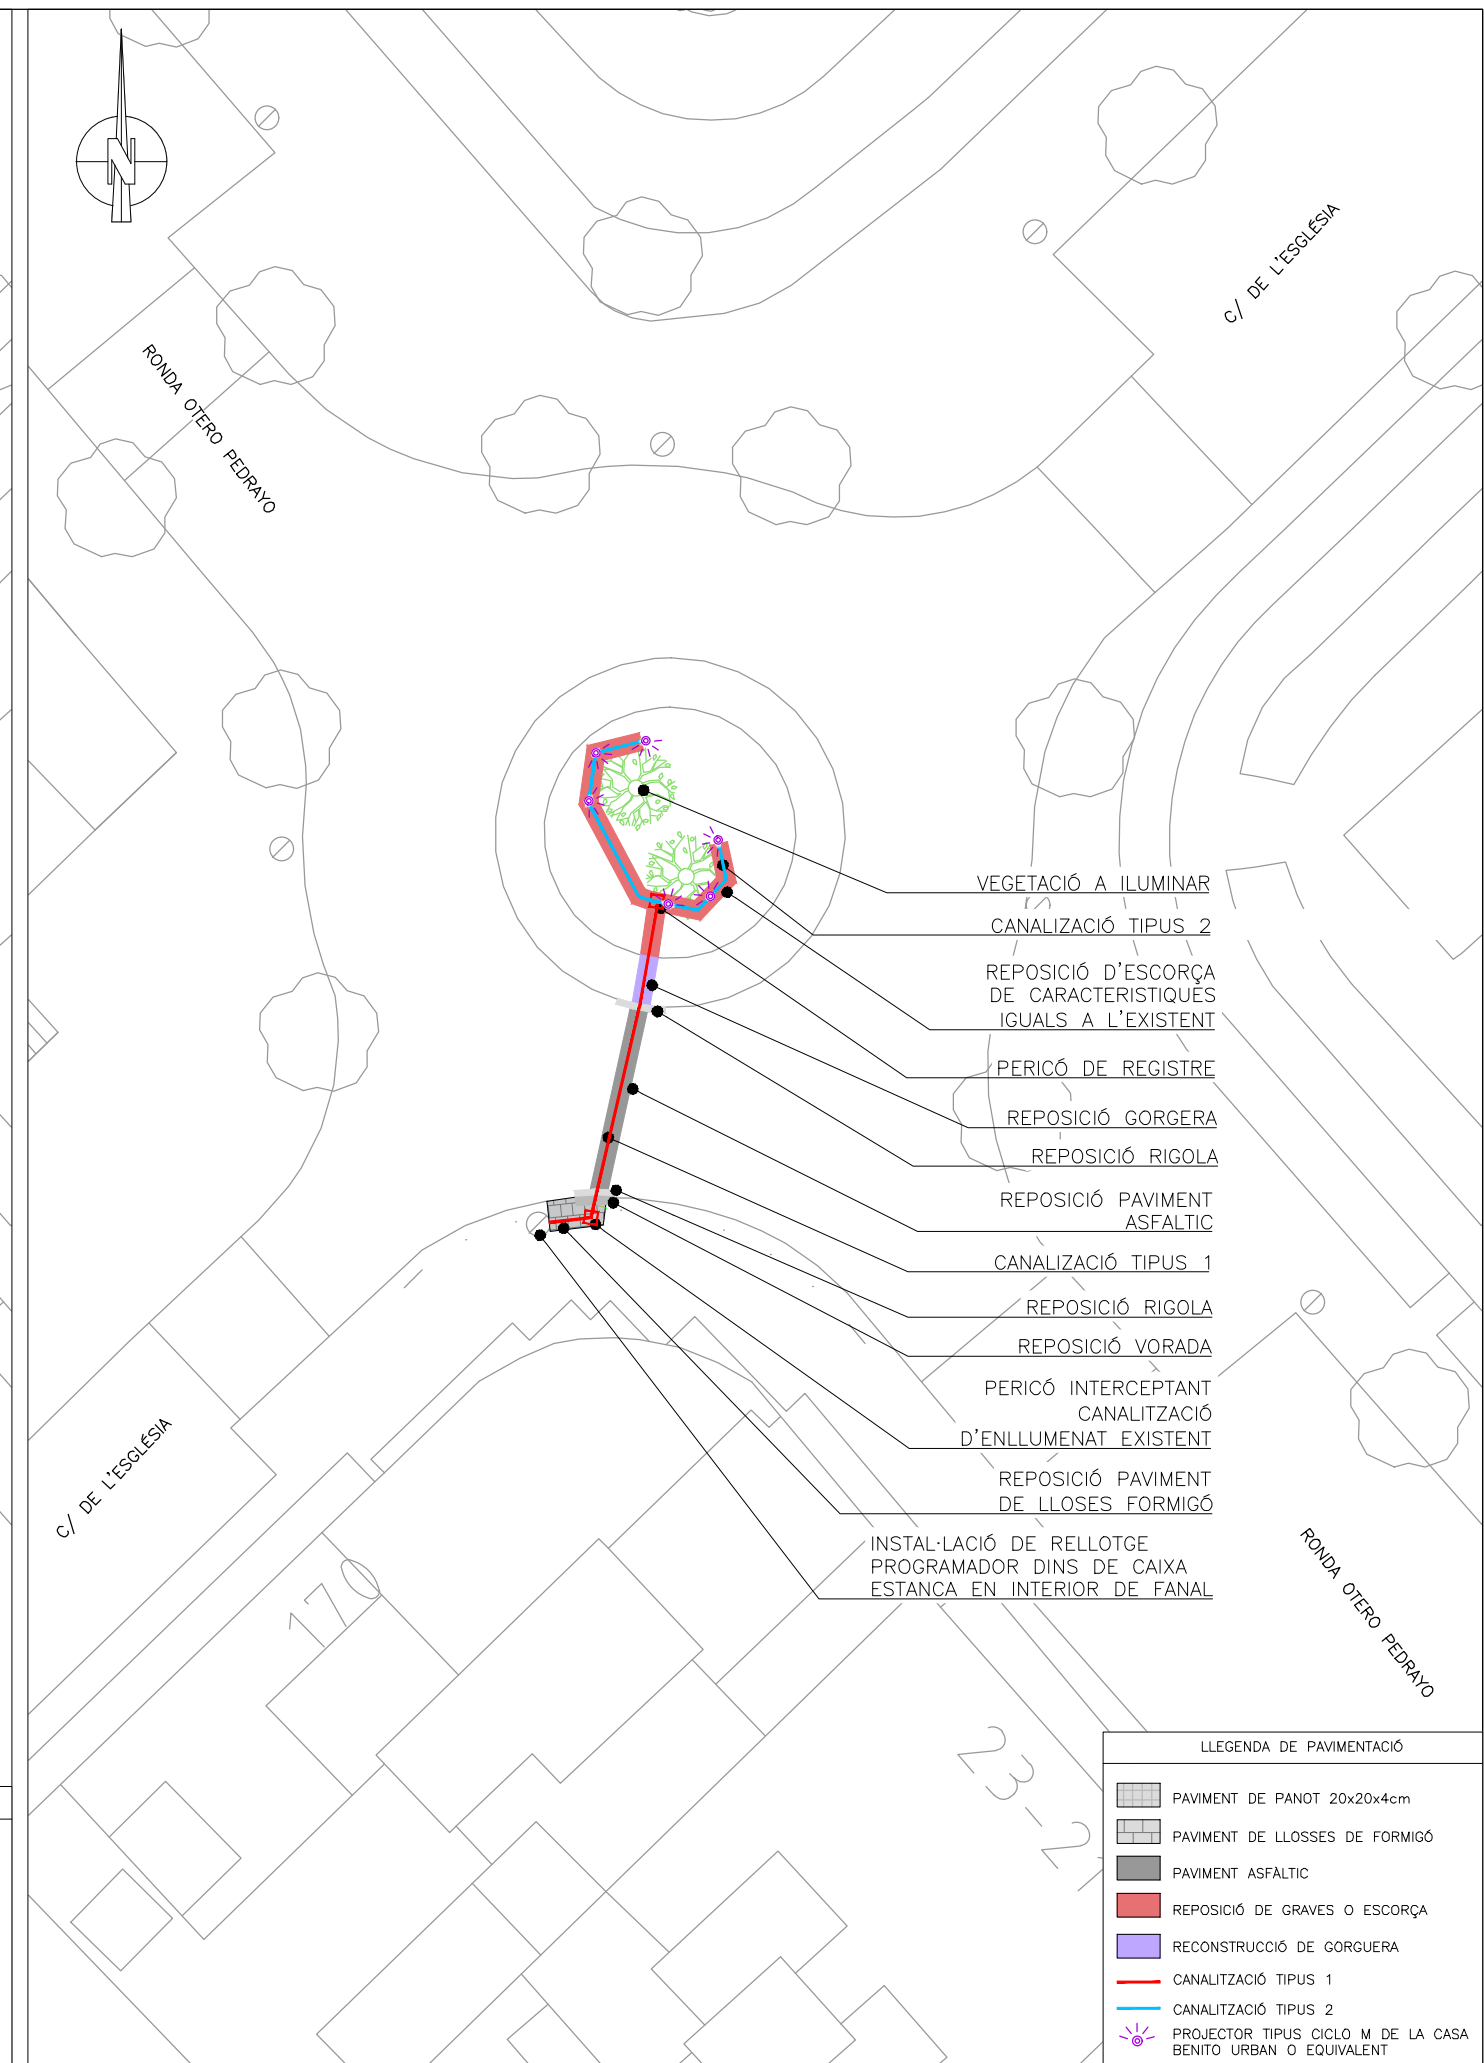 N
C/ DE L'ESGLÉSIA
RONDA OTERO PEDRAYO
VEGETACIÓ A ILUMINAR
CANALIZACIÓ TIPUS 2
REPOSICIÓ D'ESCORÇA
DE CARACTERISTIQUES
IGUALS A L'EXISTENT
PERICÓ DE REGISTRE
REPOSICIÓ GORGERA
REPOSICIÓ RIGOLA
REPOSICIÓ PAVIMENT
ASFALTIC
CANALIZACIÓ TIPUS 1
REPOSICIÓ RIGOLA
REPOSICIÓ VORADA
PERICÓ INTERCEPTANT
CANALITZACIÓ
D'ENLLUMENAT EXISTENT
REPOSICIÓ PAVIMENT
DE LLOSES FORMIGÓ
INSTAL·LACIÓ DE RELLOTGE
PROGRAMADOR DINS DE CAIXA
ESTANCA EN INTERIOR DE FANAL
C/ DE L'ESGLÉSIA
170
RONDA OTERO PEDRAYO
23-2
LLEGENDA DE PAVIMENTACIÓ
PAVIMENT DE PANOT 20x20x4cm
PAVIMENT DE LLOSSES DE FORMIGÓ
PAVIMENT ASFÀLTIC
REPOSICIÓ DE GRAVES O ESCORÇA
RECONSTRUCCIÓ DE GORGUERA
CANALITZACIÓ TIPUS 1
CANALITZACIÓ TIPUS 2
PROJECTOR TIPUS CICLO M DE LA CASA
BENITO URBAN O EQUIVALENT